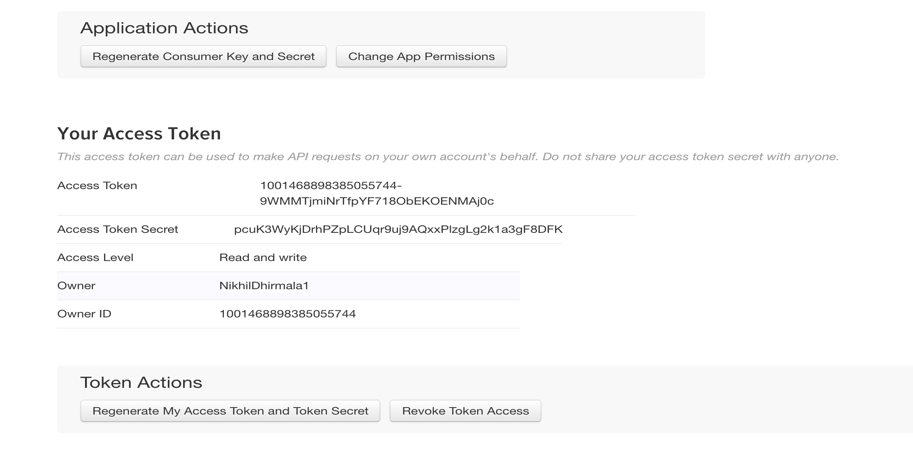 Application Actions
Regenerate Consumer Key and Secret
Change App Permissions
Your Access Token
This access token can be used to make API requests on your own account's behalf. Do not share your access token secret with anyone.
Access Token 1001468898385055744-
9WMMTjmiNrTfpYF718ObEKOENMAj0c
Access Token Secret pcuK3WyKjDrhPZpLCUqr9uj9AQxxPlzgLg2k1a3gF8DFK
Access Level Read and write
Owner NikhilDhirmala1
Owner ID 1001468898385055744
Token Actions
Regenerate My Access Token and Token Secret
Revoke Token Access